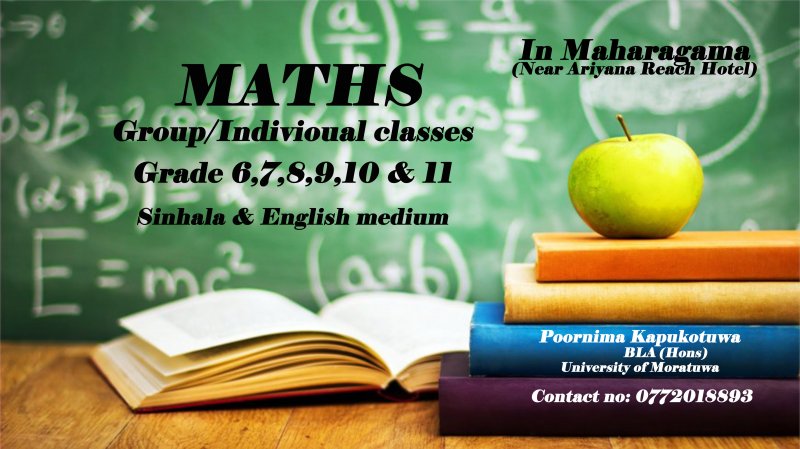 MATHS
Group/Indivioual classes
Grade 6,7,8,9,10 & 11
Sinhala & English medium
In Maharagama
(Near Ariyana Reach Hotel)
E = mc²
(a+b)
Poornima Kapukotuwa
BLA (Hons)
University of Moratuwa
Contact no: 0772018893